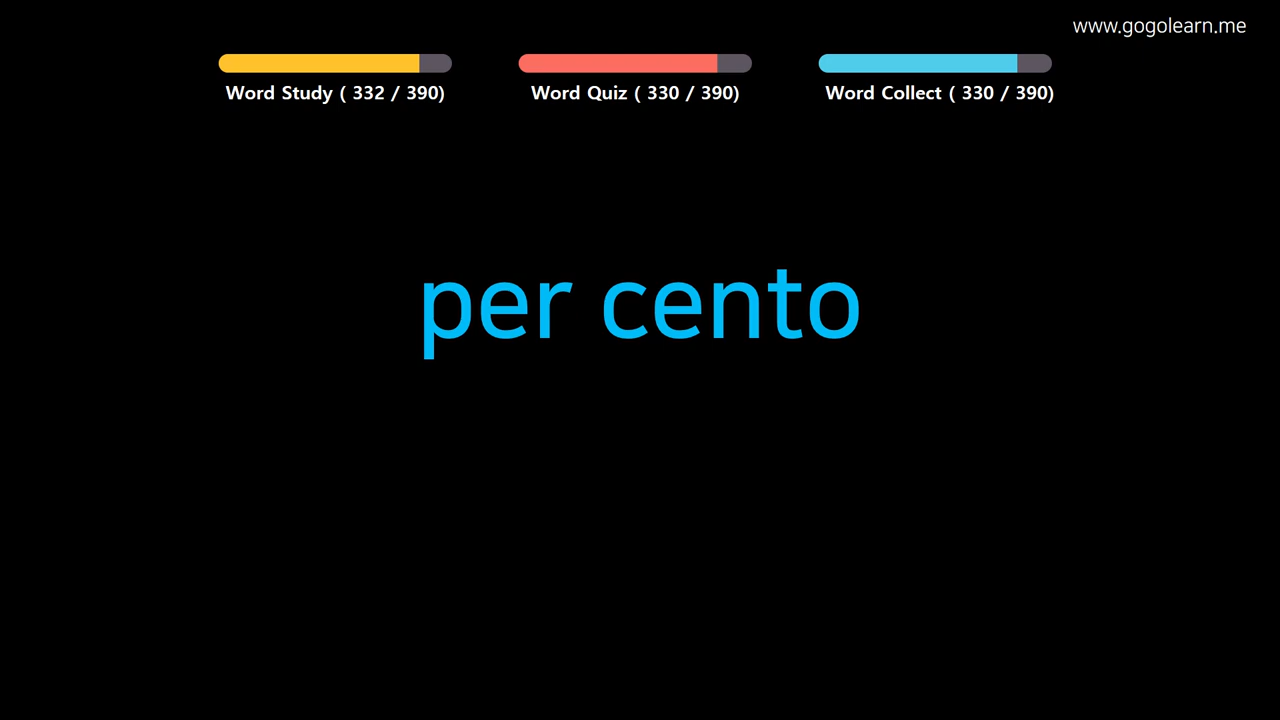 www.gogolearn.me
Word Study ( 332 / 390) Word Quiz ( 330 / 390) Word Collect ( 330 / 390)
per cento